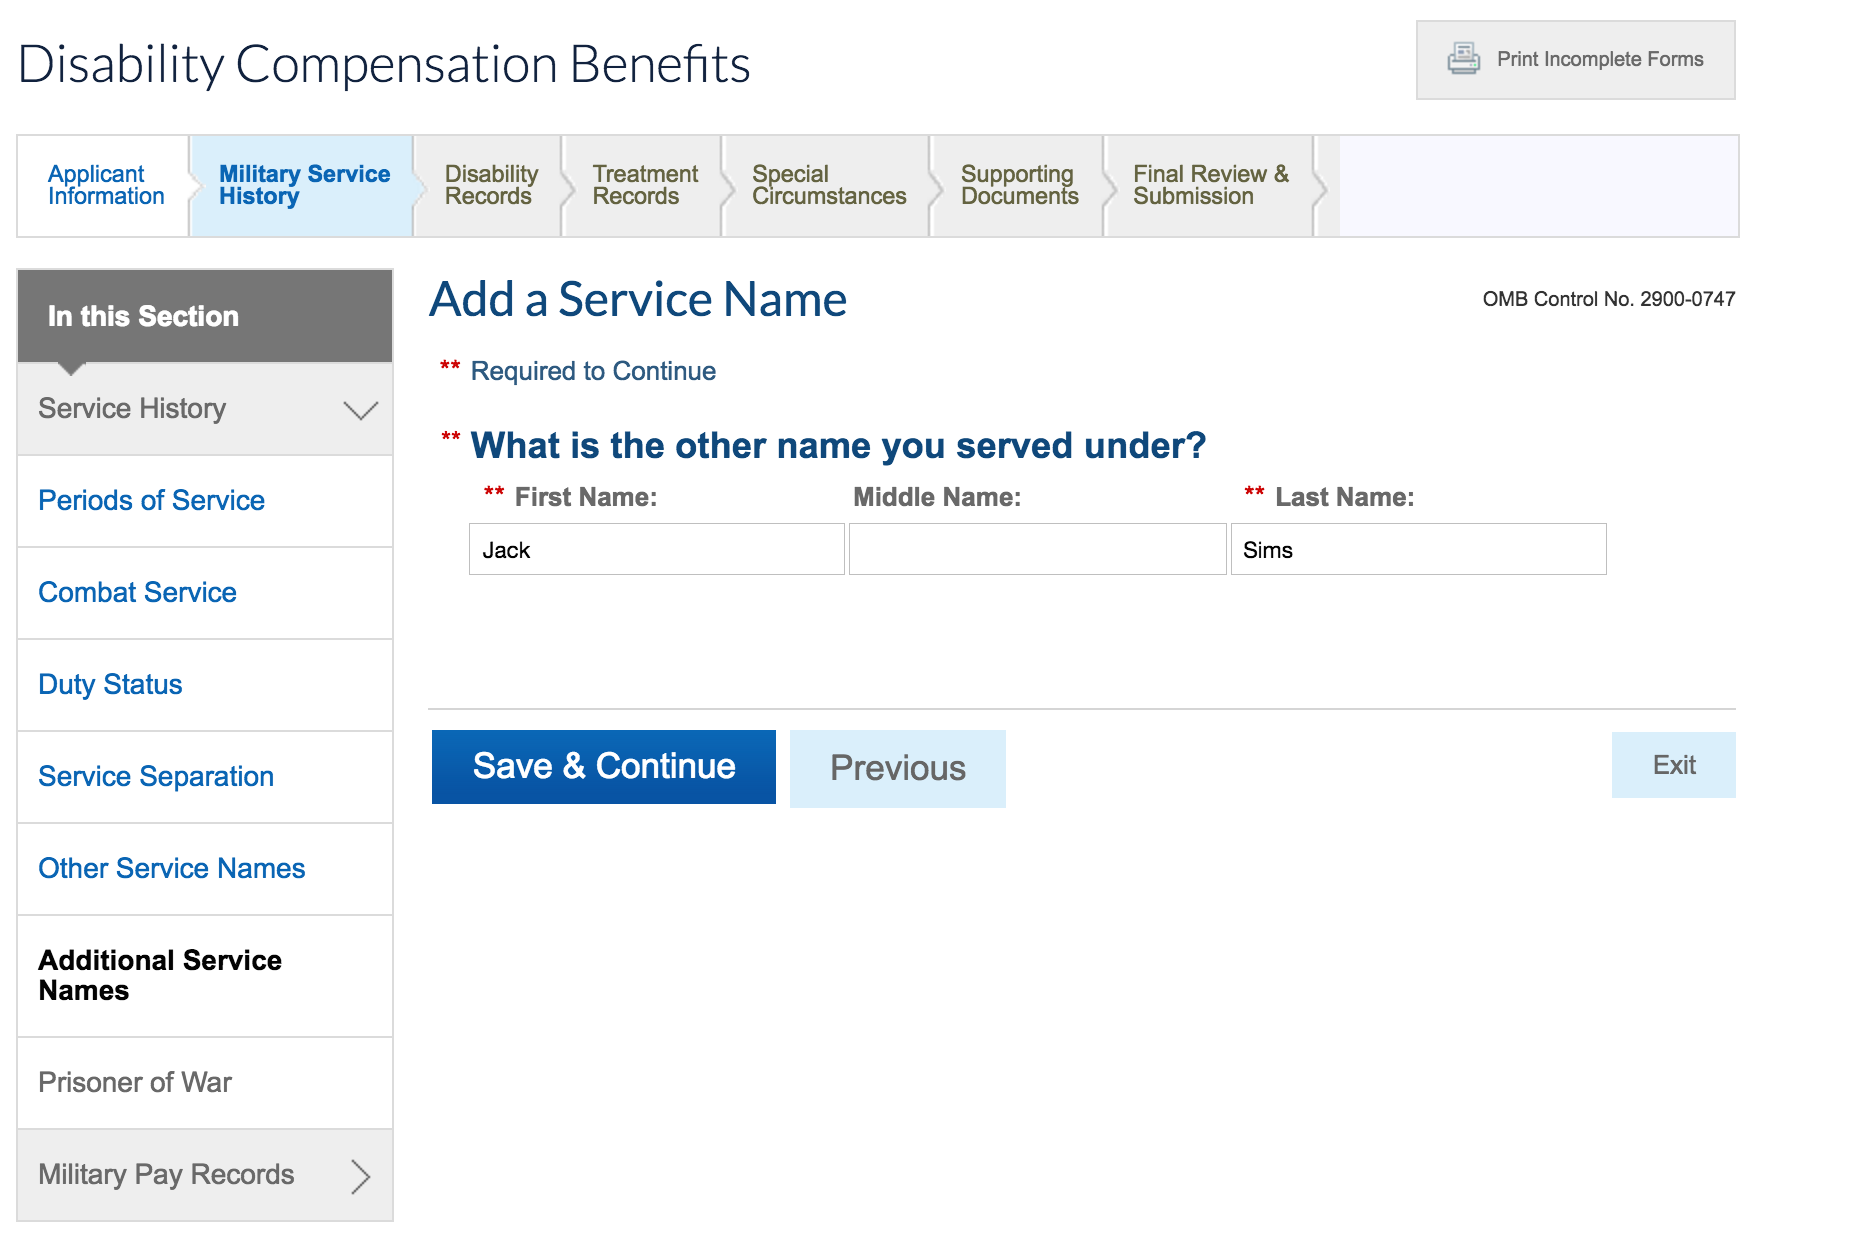 Disability Compensation Benefits
Print Incomplete Forms
Applicant
Information
Military Service
History
Disability
Records
Treatment
Records
Special
Circumstances
Supporting
Documents
Final Review &
Submission
In this Section
Service History
Periods of Service
Combat Service
Duty Status
Service Separation
Other Service Names
Additional Service
Names
Prisoner of War
Military Pay Records
Add a Service Name
OMB Control No. 2900-0747
** Required to Continue
** What is the other name you served under?
** First Name: Middle Name: ** Last Name:
Jack Sims
Save & Continue Previous Exit